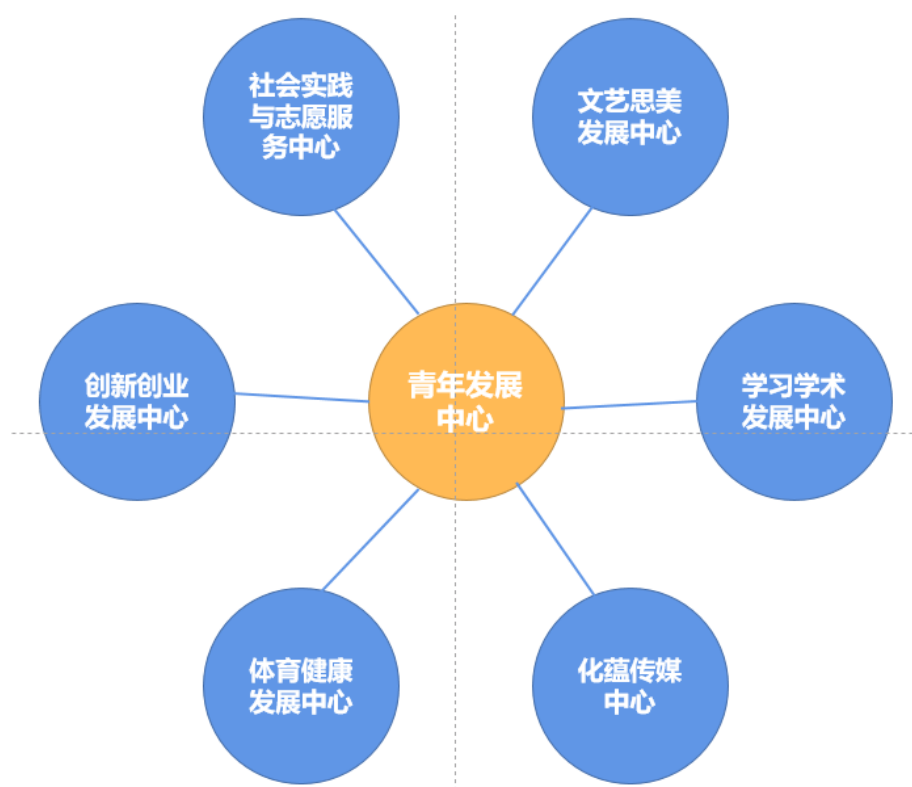 社会实践
与志愿服
务中心
文艺思美
发展中心
创新创业
发展中心
青年发展
中心
学习学术
发展中心
体育健康
发展中心
化蕴传媒
中心